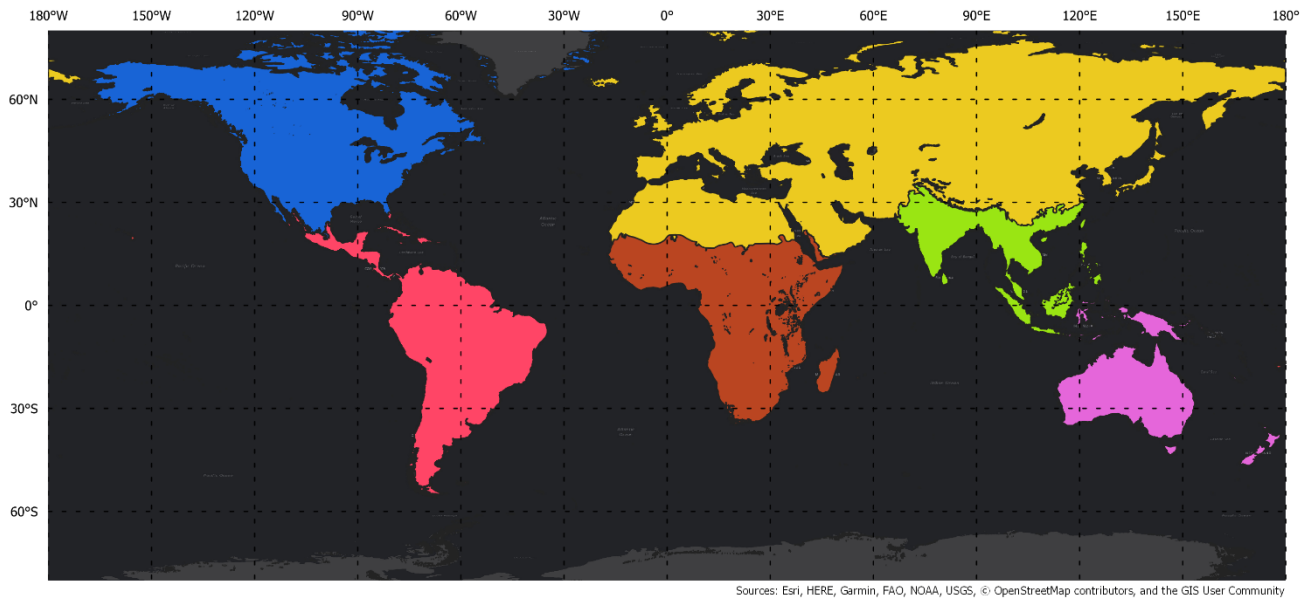 180°W 150°W 120°W 90°W 60°W 30°W 0° 30°E 60°E 90°E 120°E 150°E 180°
60°N
30°N
0°
30°S
60°S
Sources: Esri, HERE, Garmin, FAO, NOAA, USGS, © OpenStreetMap contributors, and the GIS User Community